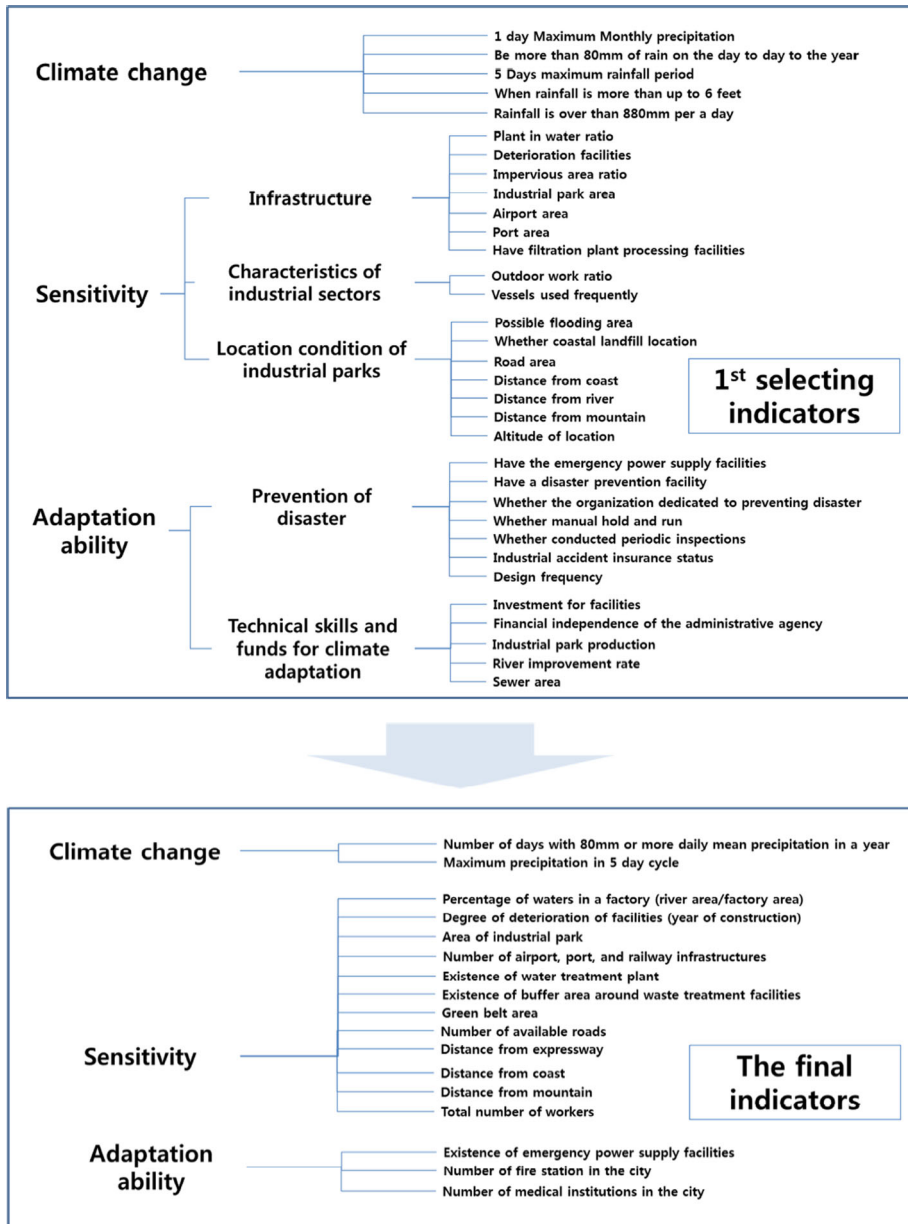 Climate change
1 day Maximum Monthly precipitation
Be more than 80mm of rain on the day to day to the year
5 Days maximum rainfall period
When rainfall is more than up to 6 feet
Rainfall is over than 880mm per a day
Sensitivity
Infrastructure
Plant in water ratio
Deterioration facilities
Impervious area ratio
Industrial park area
Airport area
Port area
Have filtration plant processing facilities
Characteristics of
industrial sectors
Outdoor work ratio
Vessels used frequently
Location condition of
industrial parks
Possible flooding area
Whether coastal landfill location
Road area
Distance from coast
Distance from river
Distance from mountain
Altitude of location
1st selecting
indicators
Adaptation
ability
Prevention of
disaster
Have the emergency power supply facilities
Have a disaster prevention facility
Whether the organization dedicated to preventing disaster
Whether manual hold and run
Whether conducted periodic inspections
Industrial accident insurance status
Design frequency
Technical skills and
funds for climate
adaptation
Investment for facilities
Financial independence of the administrative agency
Industrial park production
River improvement rate
Sewer area
Climate change
Number of days with 80mm or more daily mean precipitation in a year
Maximum precipitation in 5 day cycle
Sensitivity
Percentage of waters in a factory (river area/factory area)
Degree of deterioration of facilities (year of construction)
Area of industrial park
Number of airport, port, and railway infrastructures
Existence of water treatment plant
Existence of buffer area around waste treatment facilities
Green belt area
Number of available roads
Distance from expressway
Distance from coast
Distance from mountain
Total number of workers
The final
indicators
Adaptation
ability
Existence of emergency power supply facilities
Number of fire station in the city
Number of medical institutions in the city